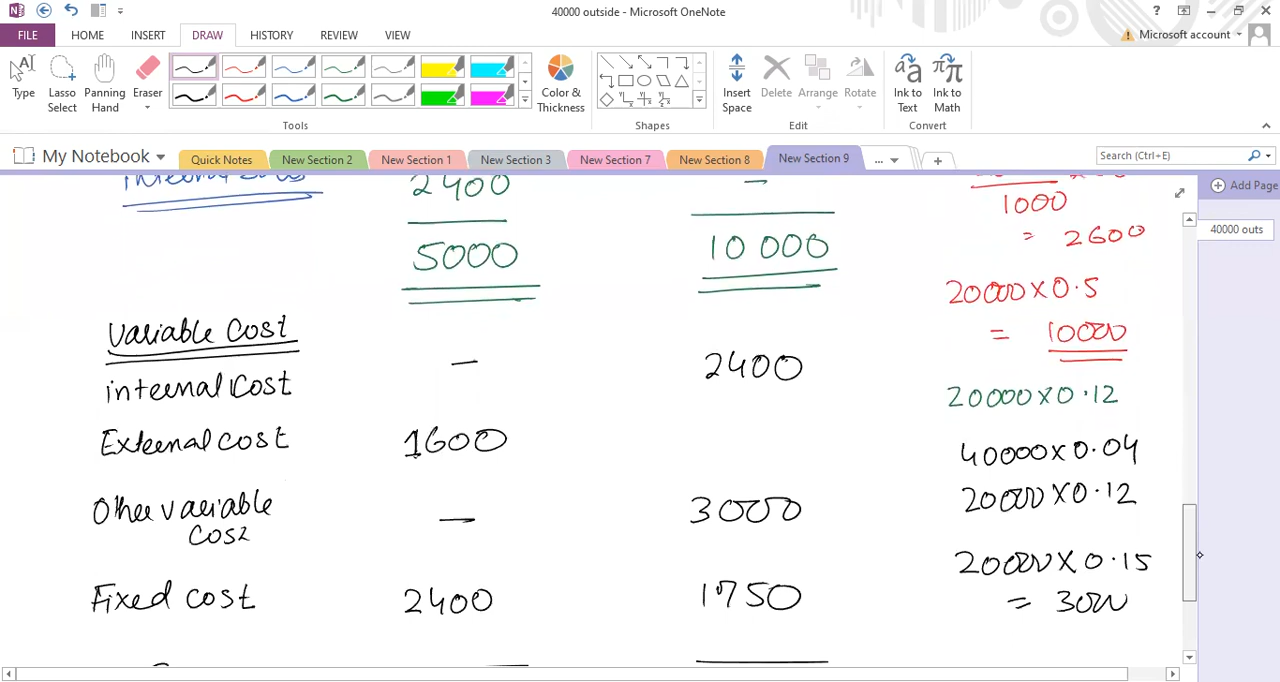 40000 outside - Microsoft OneNote
FILE HOME INSERT DRAW HISTORY REVIEW VIEW
Microsoft account
Type
Lasso Select
Panning Hand
Eraser
Color & Thickness
Insert Space
Delete
Arrange
Rotate
Ink to Text
Ink to Math
Tools
Shapes
Edit
Convert
My Notebook
Quick Notes
New Section 2
New Section 1
New Section 3
New Section 7
New Section 8
New Section 9
...
Search (Ctrl+E)
Add Page
40000 outs
2400 —
1000
= 2600
5000 10 000
20000 X 0.5
= 10000
Variable Cost
internal Cost — 2400
20000 X 0.12
External cost 1600
40000 X 0.04
20000 X 0.12
Other variable — 3000
cost
20000 X 0.15
= 3000
Fixed cost 2400 1750